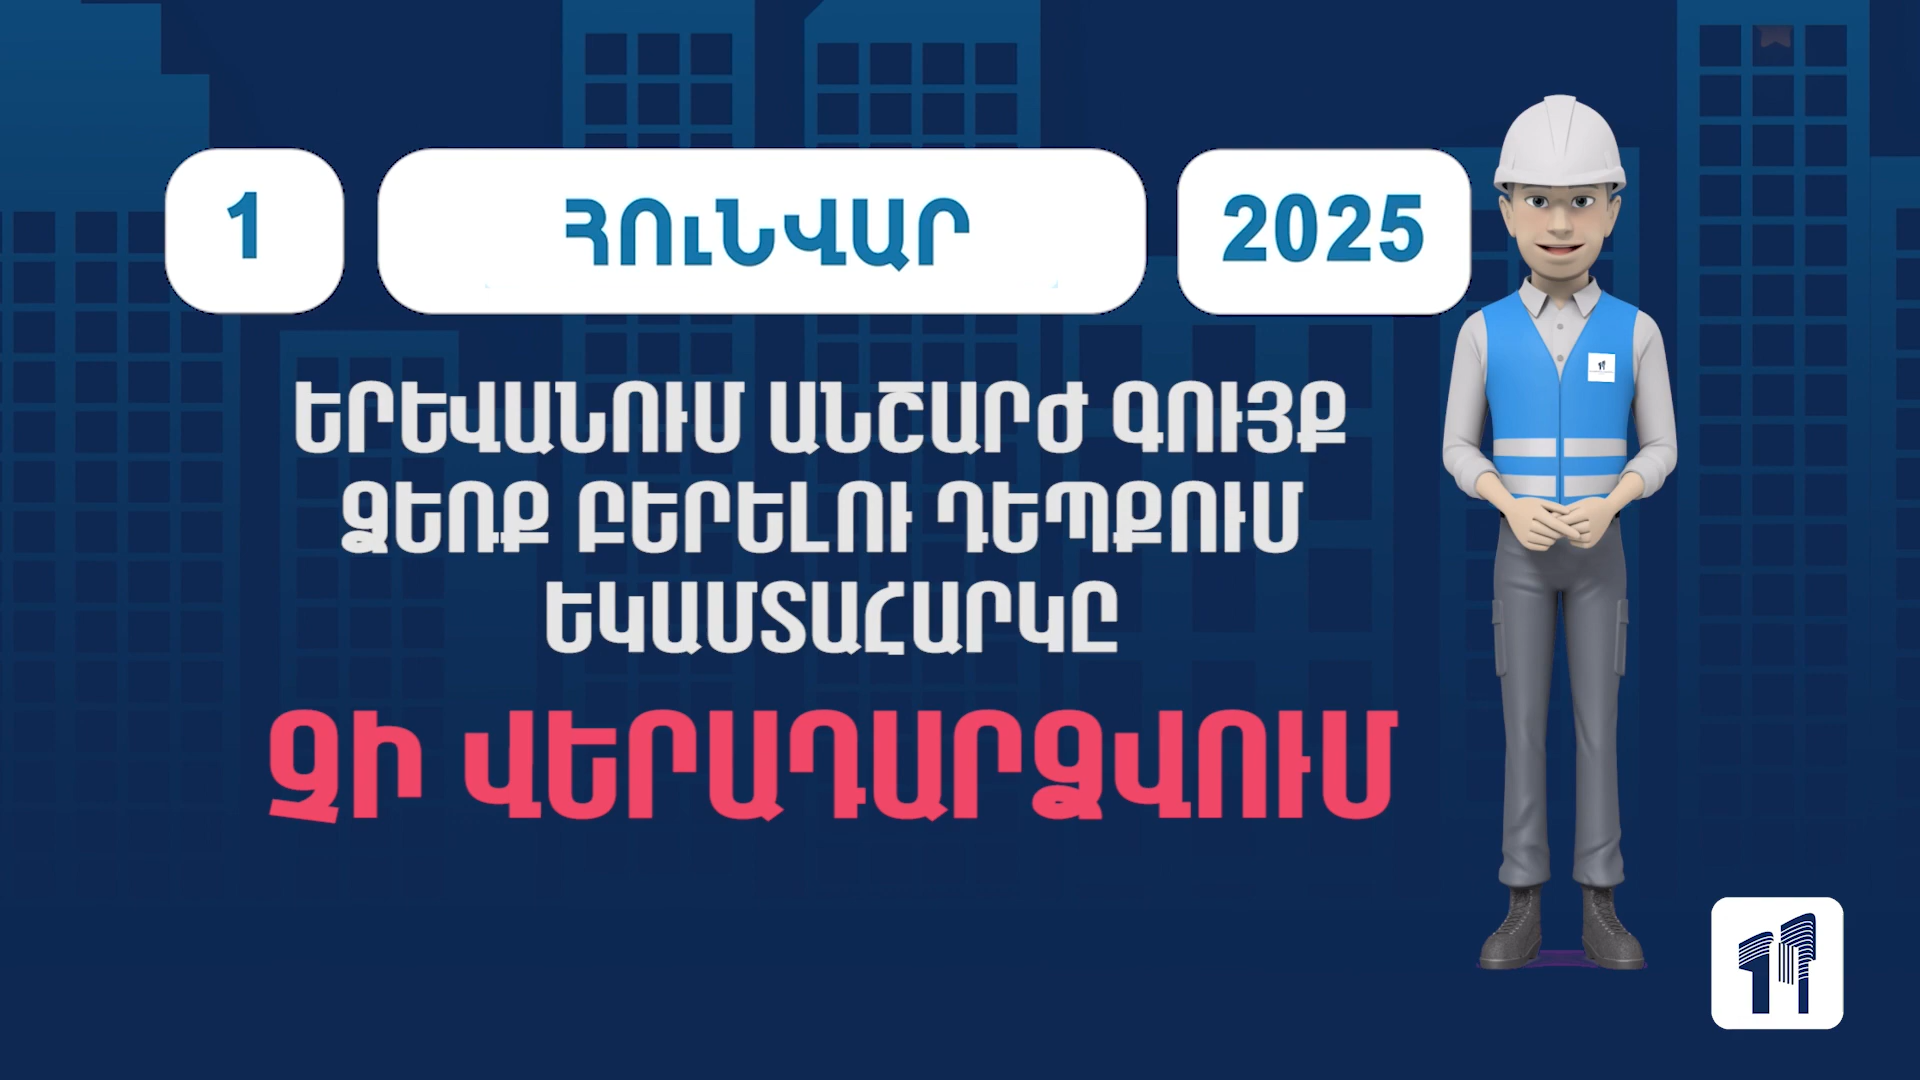 1 ՀՈւՆՎԱՐ 2025
ԵՐԵՎԱՆՈՒՄ ԱՆՇԱՐԺ ԳՈՒՅՔ
ՁԵՌՔ ԲԵՐԵԼՈՒ ԴԵՊՔՈՒՄ
ԵԿԱՄՏԱՀԱՐԿԸ
ՉԻ ՎԵՐԱԴԱՐՁՎՈՒՄ